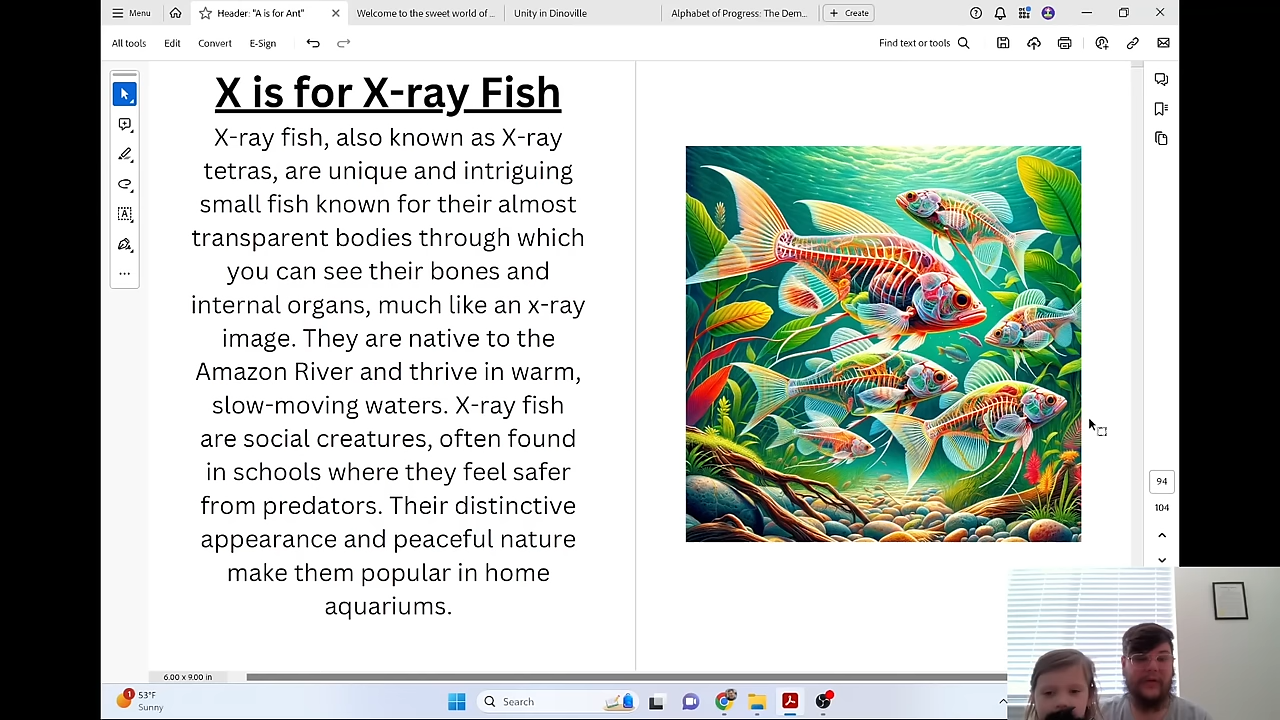 Menu
Header: "A is for Ant"
Welcome to the sweet world of ...
Unity in Enoville
Alphabet of Progress: The Dem...
Create
All tools
Edit
Convert
E-Sign
Find text or tools
X is for X-ray Fish
X-ray fish, also known as X-ray
tetras, are unique and intriguing
small fish known for their almost
transparent bodies through which
you can see their bones and
internal organs, much like an x-ray
image. They are native to the
Amazon River and thrive in warm,
slow-moving waters. X-ray fish
are social creatures, often found
in schools where they feel safer
from predators. Their distinctive
appearance and peaceful nature
make them popular in home
aquariums.
94
104
6.00 x 9.00 in
1
53°F
Sunny
Search